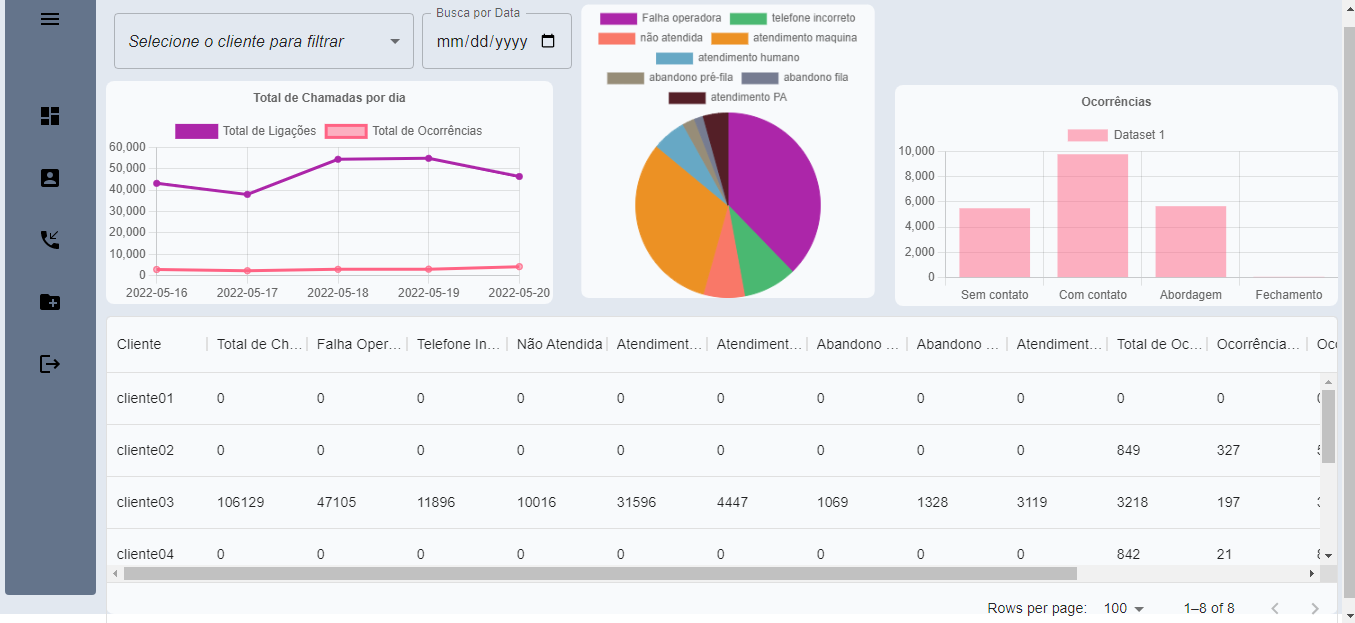 Selecione o cliente para filtrar
Busca por Data
mm/dd/yyyy
Total de Chamadas por dia
Total de Ligações Total de Ocorrências
60,000
50,000
40,000
30,000
20,000
10,000
0
2022-05-16 2022-05-17 2022-05-18 2022-05-19 2022-05-20
Falha operadora telefone incorreto
não atendida atendimento maquina
atendimento humano
abandono pré-fila abandono fila
atendimento PA
Ocorrências
Dataset 1
10,000
8,000
6,000
4,000
2,000
0
Sem contato Com contato Abordagem Fechamento
Cliente Total de Ch... Falha Oper... Telefone In... Não Atendida Atendiment... Atendiment... Abandono ... Abandono ... Atendiment... Total de Oc... Ocorrência...
cliente01 0 0 0 0 0 0 0 0 0 0 0
cliente02 0 0 0 0 0 0 0 0 0 849 327
cliente03 106129 47105 11896 10016 31596 4447 1069 1328 3119 3218 197
cliente04 0 0 0 0 0 0 0 0 0 842 21
Rows per page: 100 1–8 of 8